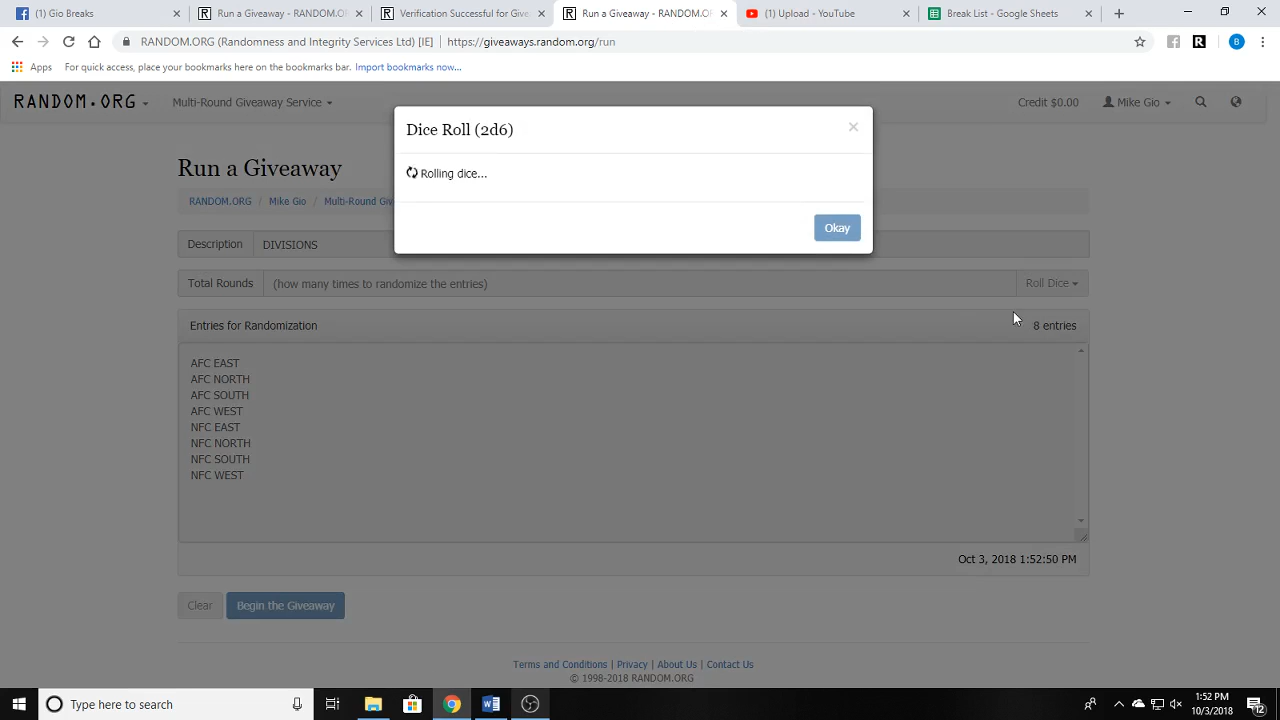 (1) Gio Breaks
Run a Giveaway - RANDOM.OR
Verification Successful for Give
Run a Giveaway - RANDOM.OR
(1) Upload - YouTube
Break List - Google Sheets
RANDOM.ORG (Randomness and Integrity Services Ltd) [IE] | https://giveaways.random.org/run
Apps For quick access, place your bookmarks here on the bookmarks bar. Import bookmarks now...
RANDOM.ORG Multi-Round Giveaway Service Credit $0.00 Mike Gio
Dice Roll (2d6)
Rolling dice...
Okay
Run a Giveaway
RANDOM.ORG / Mike Gio / Multi-Round Giv
Description DIVISIONS
Total Rounds (how many times to randomize the entries) Roll Dice
Entries for Randomization 8 entries
AFC EAST
AFC NORTH
AFC SOUTH
AFC WEST
NFC EAST
NFC NORTH
NFC SOUTH
NFC WEST
Oct 3, 2018 1:52:50 PM
Clear Begin the Giveaway
Terms and Conditions | Privacy | About Us | Contact Us
© 1998-2018 RANDOM.ORG
Type here to search
1:52 PM
10/3/2018
12